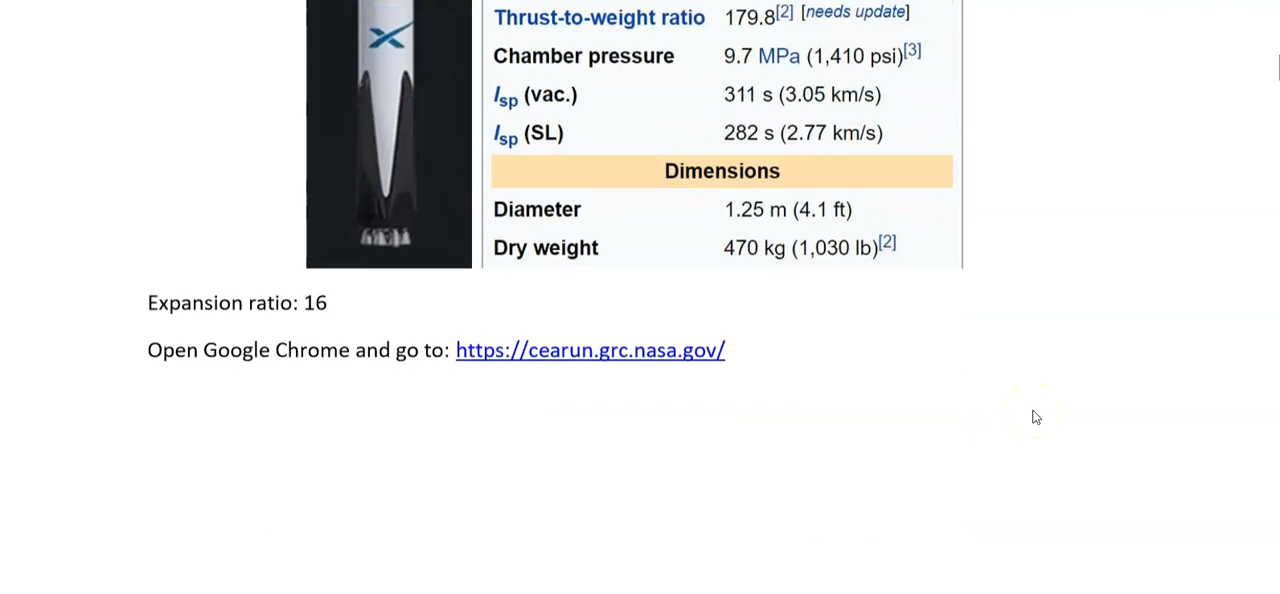 Thrust-to-weight ratio 179.8[2] [needs update]
Chamber pressure 9.7 MPa (1,410 psi)[3]
Isp (vac.) 311 s (3.05 km/s)
Isp (SL) 282 s (2.77 km/s)
Dimensions
Diameter 1.25 m (4.1 ft)
Dry weight 470 kg (1,030 lb)[2]
Expansion ratio: 16
Open Google Chrome and go to: https://cearun.grc.nasa.gov/